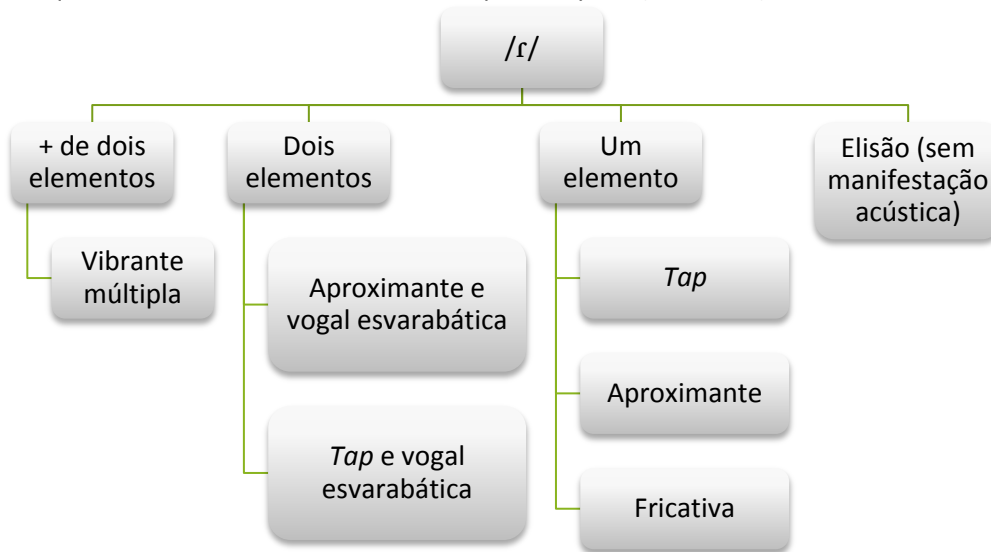 /ɾ/
+ de dois
elementos
Vibrante
múltipla
Dois
elementos
Aproximante e
vogal esvarabática
Tap e vogal
esvarabática
Um
elemento
Tap
Aproximante
Fricativa
Elisão (sem
manifestação
acústica)